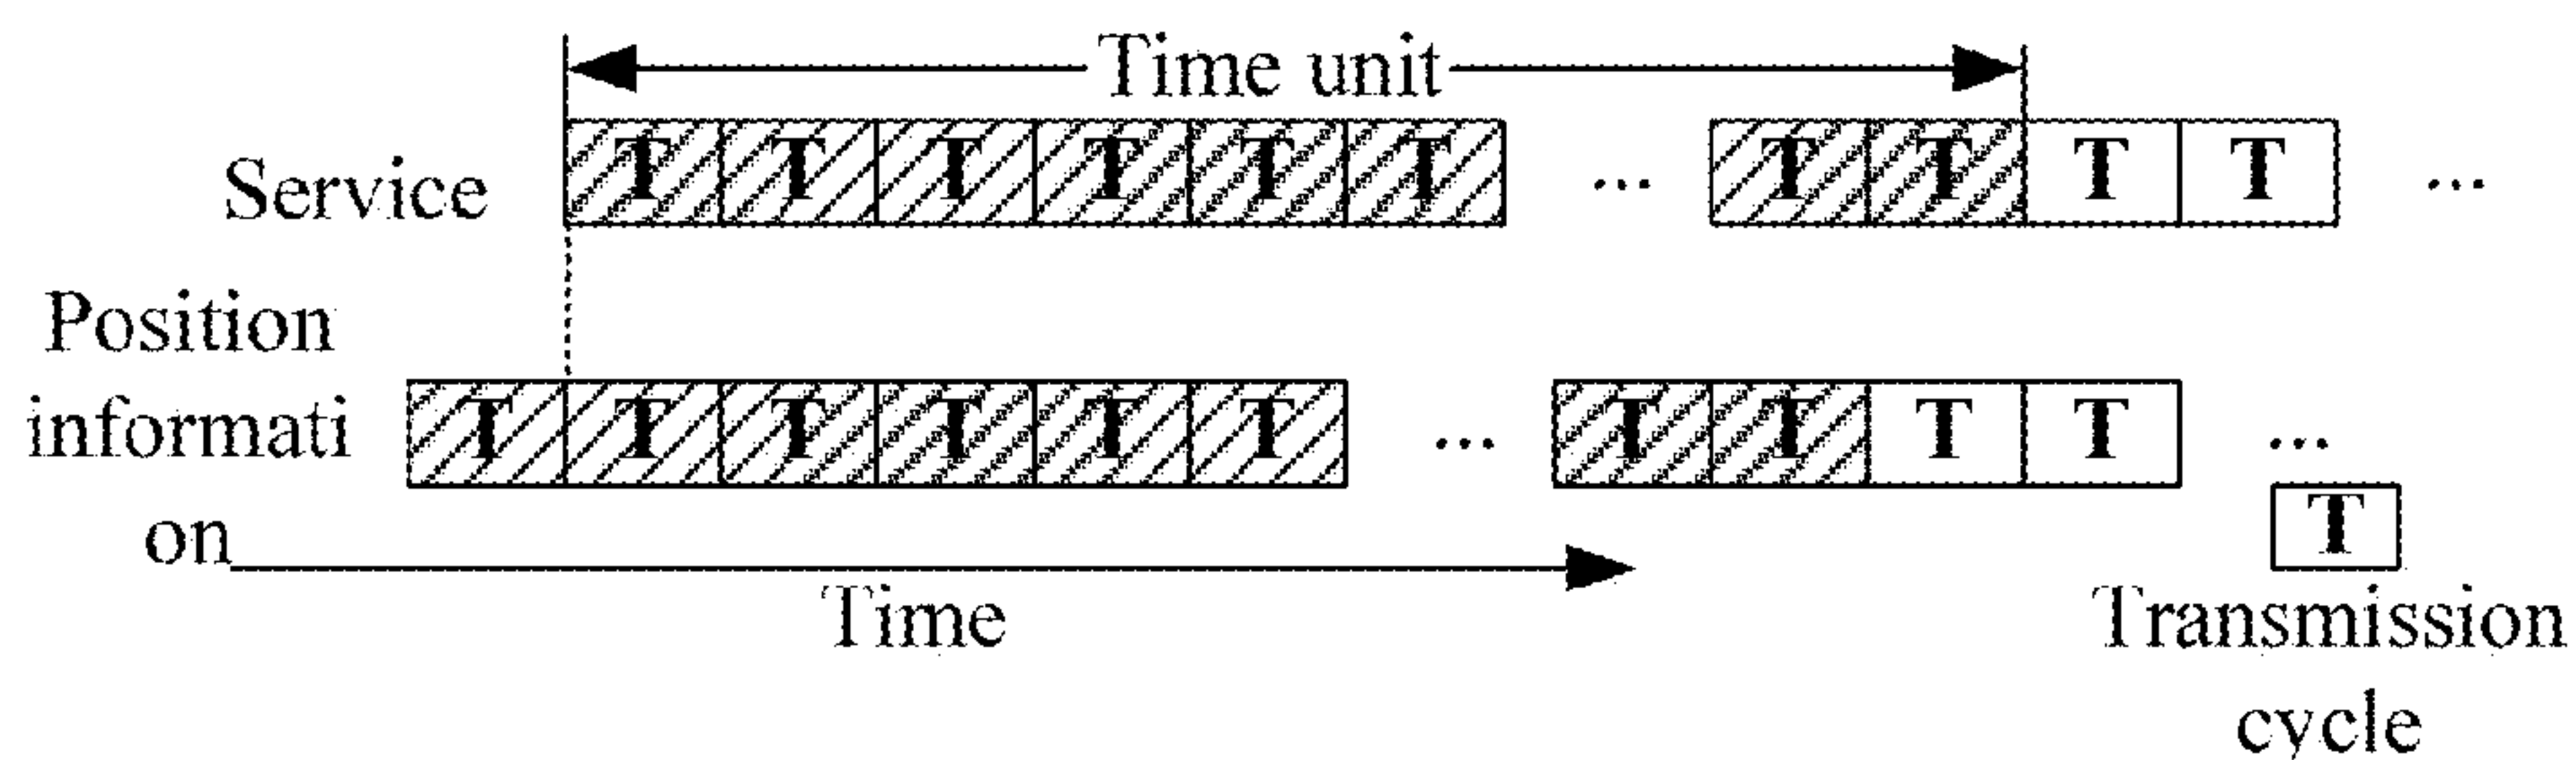 Time unit
Service T T T T T T ... T T T T ...
Position
informati
on
T T T T T T ... T T T T ...
T
Time
Transmission
cycle